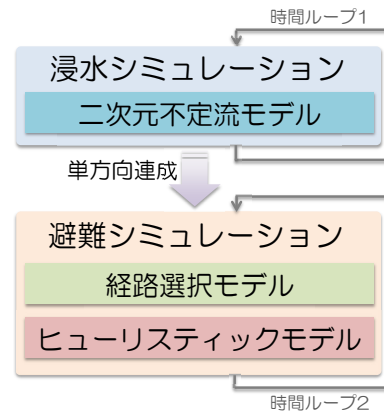 時間ループ1
浸水シミュレーション
二次元不定流モデル
単方向連成
避難シミュレーション
経路選択モデル
ヒューリスティックモデル
時間ループ2